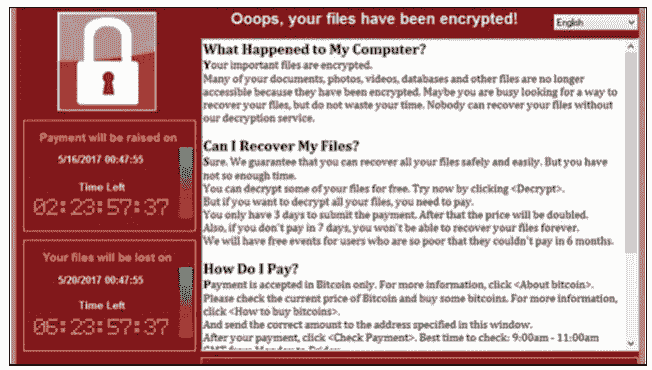 Ooops, your files have been encrypted!
English
Payment will be raised on
5/16/2017 00:47:55
Time Left
02:23:57:37
Your files will be lost on
5/20/2017 00:47:55
Time Left
06:23:57:37
What Happened to My Computer?
Your important files are encrypted.
Many of your documents, photos, videos, databases and other files are no longer
accessible because they have been encrypted. Maybe you are busy looking for a way to
recover your files, but do not waste your time. Nobody can recover your files without
our decryption service.
Can I Recover My Files?
Sure. We guarantee that you can recover all your files safely and easily. But you have
not so enough time.
You can decrypt some of your files for free. Try now by clicking <Decrypt>.
But if you want to decrypt all your files, you need to pay.
You only have 3 days to submit the payment. After that the price will be doubled.
Also, if you don't pay in 7 days, you won't be able to recover your files forever.
We will have free events for users who are so poor that they couldn't pay in 6 months.
How Do I Pay?
Payment is accepted in Bitcoin only. For more information, click <About bitcoin>.
Please check the current price of Bitcoin and buy some bitcoins. For more information,
click <How to buy bitcoins>.
And send the correct amount to the address specified in this window.
After your payment, click <Check Payment>. Best time to check: 9:00am - 11:00am
GMT from Monday to Friday.